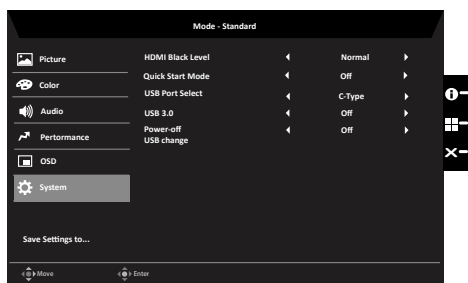 Mode - Standard
Picture
Color
Audio
Pertormance
OSD
System
Save Settings to...
HDMI Black Level Normal
Quick Start Mode Off
USB Port Select C-Type
USB 3.0 Off
Power-off
USB change Off
Move Enter